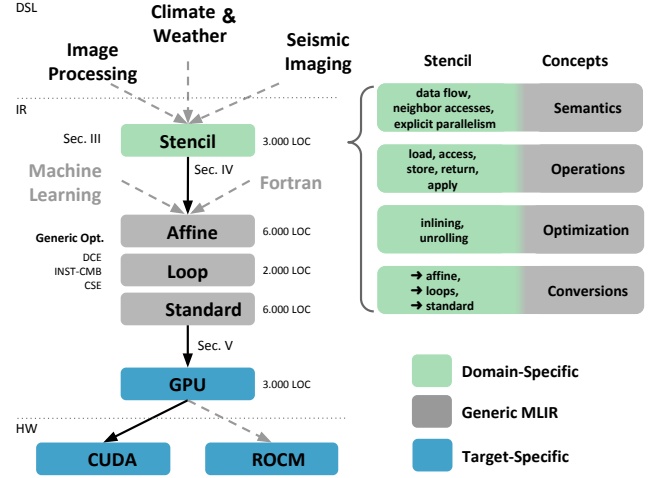 DSL
Climate &
Weather
Image
Processing
Seismic
Imaging
IR
Sec. III
Stencil
3.000 LOC
Sec. IV
Machine
Learning
Fortran
Generic Opt.
DCE
INST-CMB
CSE
Affine
6.000 LOC
Loop
2.000 LOC
Standard
6.000 LOC
Sec. V
GPU
3.000 LOC
HW
CUDA
ROCM
Stencil
Concepts
data flow,
neighbor accesses,
explicit parallelism
Semantics
load, access,
store, return,
apply
Operations
inlining,
unrolling
Optimization
➔ affine,
➔ loops,
➔ standard
Conversions
Domain-Specific
Generic MLIR
Target-Specific